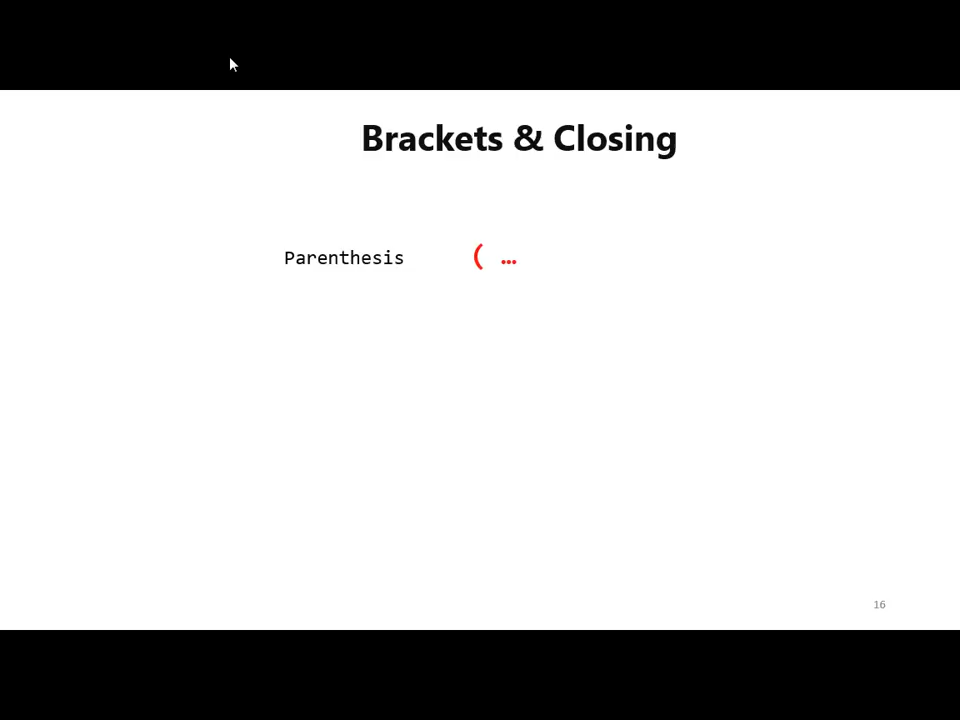 Brackets & Closing
Parenthesis ( …
16